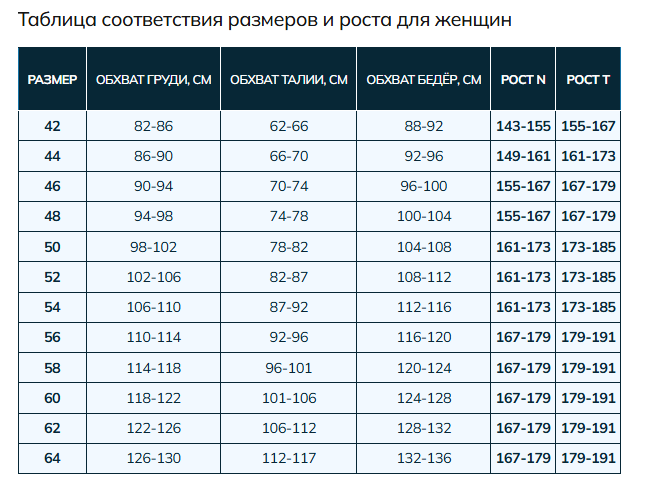 Таблица соответствия размеров и роста для женщин
РАЗМЕР ОБХВАТ ГРУДИ, СМ ОБХВАТ ТАЛИИ, СМ ОБХВАТ БЕДЁР, СМ РОСТ N РОСТ T
42 82-86 62-66 88-92 143-155 155-167
44 86-90 66-70 92-96 149-161 161-173
46 90-94 70-74 96-100 155-167 167-179
48 94-98 74-78 100-104 155-167 167-179
50 98-102 78-82 104-108 161-173 173-185
52 102-106 82-87 108-112 161-173 173-185
54 106-110 87-92 112-116 161-173 173-185
56 110-114 92-96 116-120 167-179 179-191
58 114-118 96-101 120-124 167-179 179-191
60 118-122 101-106 124-128 167-179 179-191
62 122-126 106-112 128-132 167-179 179-191
64 126-130 112-117 132-136 167-179 179-191